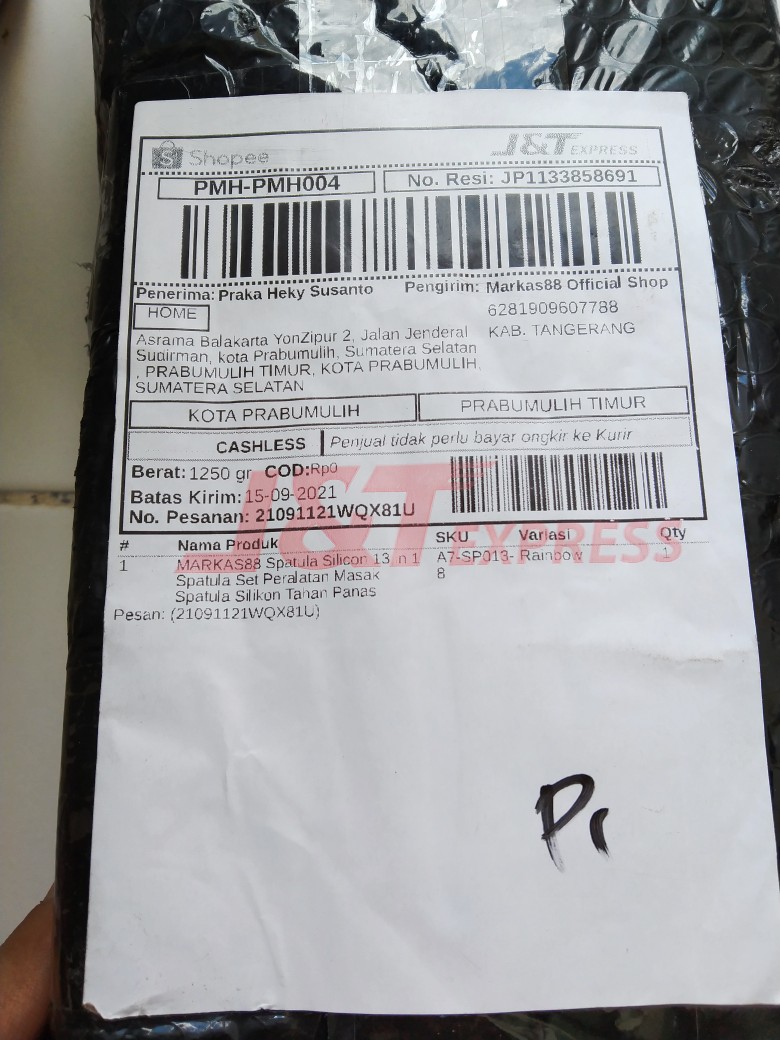 Shopee
J&T EXPRESS
PMH-PMH004
No. Resi: JP1133858691
Penerima: Praka Heky Susanto
Pengirim: Markas88 Official Shop
HOME
6281909607788
KAB. TANGERANG
Asrama Balakarta YonZipur 2, Jalan Jenderal
Sudirman, kota Prabumulih, Sumatera Selatan
, PRABUMULIH TIMUR, KOTA PRABUMULIH,
SUMATERA SELATAN
KOTA PRABUMULIH
PRABUMULIH TIMUR
CASHLESS
Penjual tidak perlu bayar ongkir ke Kurir
Berat: 1250 gr COD:Rp0
Batas Kirim: 15-09-2021
No. Pesanan: 21091121WQX81U
J&T EXPRESS
# Nama Produk SKU Variasi Qty
1 MARKAS88 Spatula Silicon 13 in 1 A7-SP013- Rainbow 1
Spatula Set Peralatan Masak 8
Spatula Silikon Tahan Panas
Pesan: (21091121WQX81U)
Pr